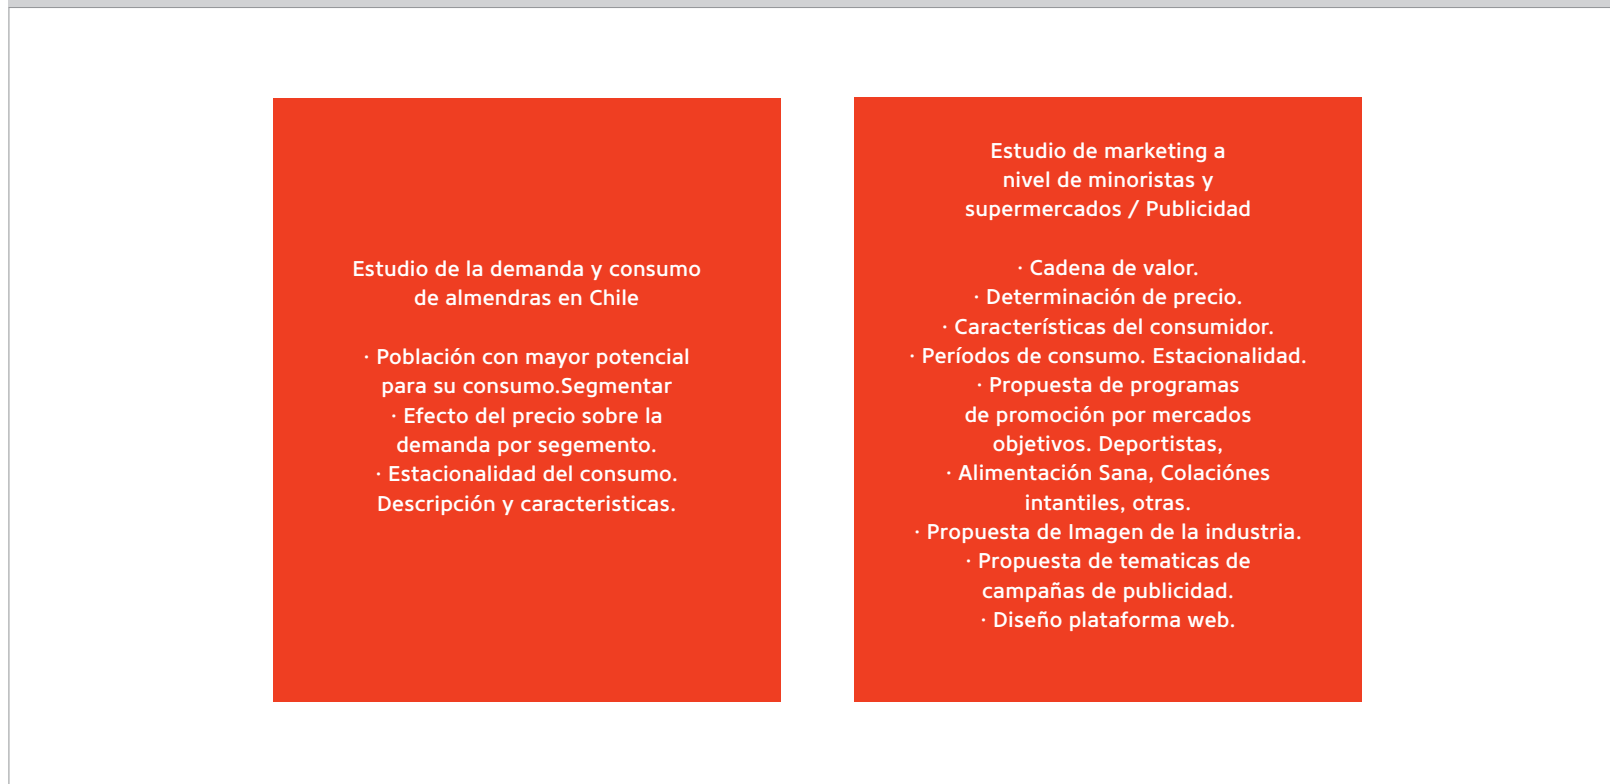 Estudio de la demanda y consumo
de almendras en Chile
· Población con mayor potencial
para su consumo.Segmentar
· Efecto del precio sobre la
demanda por segemento.
· Estacionalidad del consumo.
Descripción y caracteristicas.
Estudio de marketing a
nivel de minoristas y
supermercados / Publicidad
· Cadena de valor.
· Determinación de precio.
· Características del consumidor.
· Períodos de consumo. Estacionalidad.
· Propuesta de programas
de promoción por mercados
objetivos. Deportistas,
· Alimentación Sana, Colaciónes
intantiles, otras.
· Propuesta de Imagen de la industria.
· Propuesta de tematicas de
campañas de publicidad.
· Diseño plataforma web.